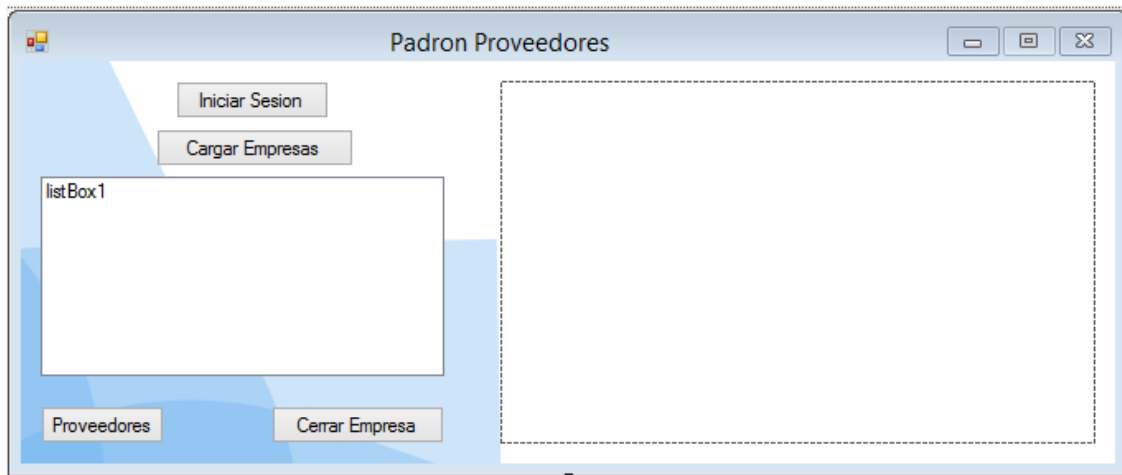 Padron Proveedores
Iniciar Sesion
Cargar Empresas
listBox1
Proveedores
Cerrar Empresa